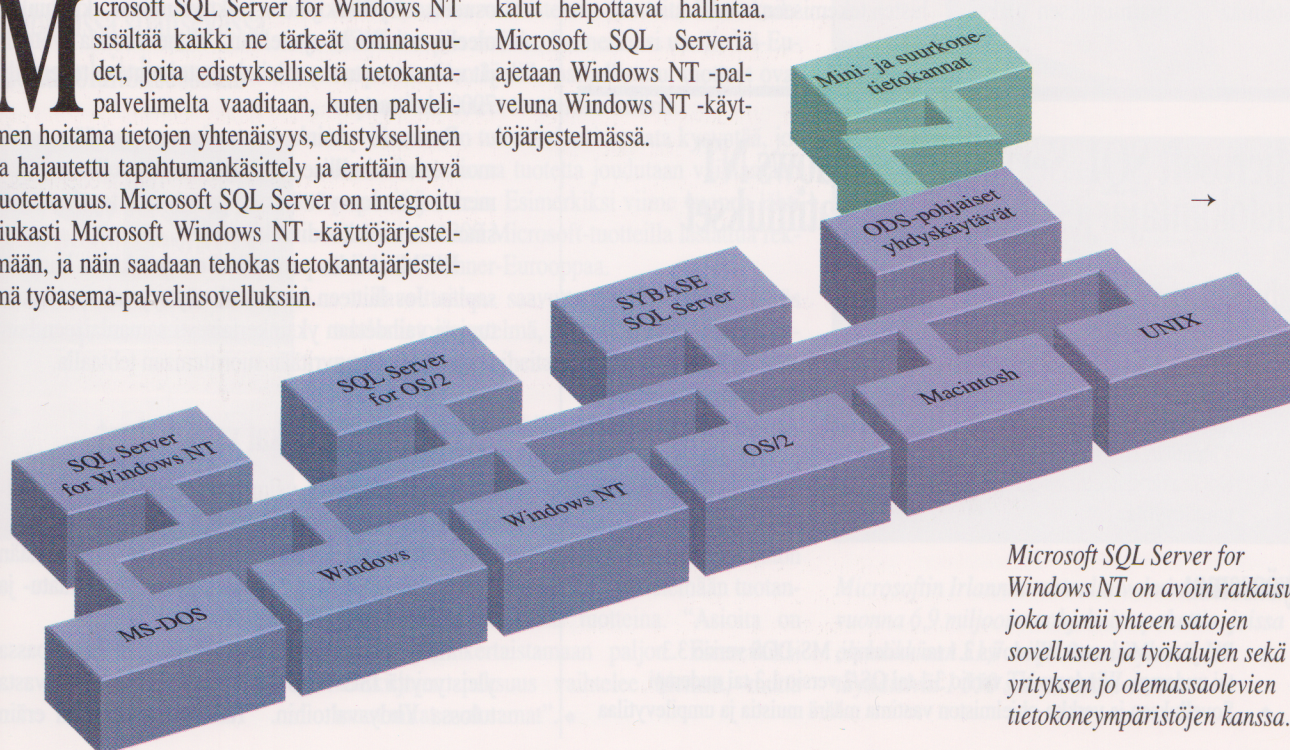 Microsoft SQL Server for Windows NT
sisältää kaikki ne tärkeät ominaisuu-
det, joita edistykselliseltä tietokanta-
palvelimelta vaaditaan, kuten palveli-
men hoitama tietojen yhtenäisyys, edistyksellinen
a hajautettu tapahtumankäsittely ja erittäin hyvä
uotettavuus. Microsoft SQL Server on integroitu
iukasti Microsoft Windows NT -käyttöjärjestel-
mään, ja näin saadaan tehokas tietokantajärjestel-
mä työasema-palvelinsovelluksiin.
kalut helpottavat hallintaa.
Microsoft SQL Serveriä
ajetaan Windows NT -pal-
veluna Windows NT -käyt-
töjärjestelmässä.
→
Mini- ja suurkone-
tietokannat
ODS-pohjaiset
yhdyskäytävät
SYBASE
SQL Server
SQL Server
for OS/2
SQL Server
for Windows NT
MS-DOS
Windows
Windows NT
OS/2
Macintosh
UNIX
Microsoft SQL Server for
Windows NT on avoin ratkaisu
joka toimii yhteen satojen
sovellusten ja työkalujen sekä
yrityksen jo olemassaolevien
tietokoneympäristöjen kanssa.